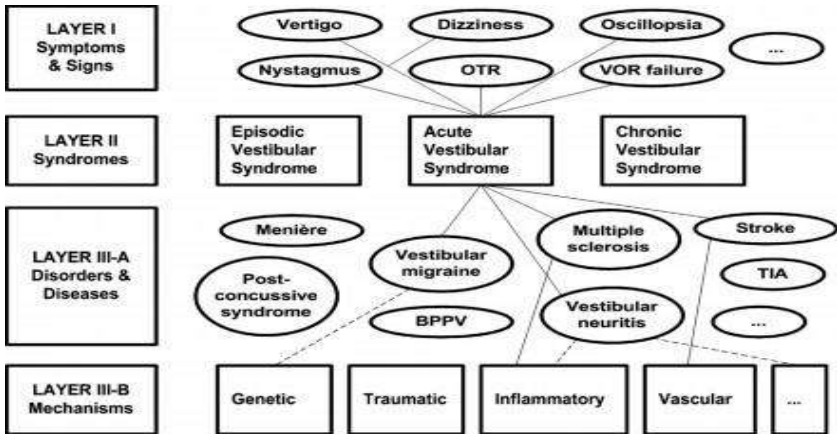 LAYER I
Symptoms
& Signs
Vertigo
Dizziness
Oscillopsia
...
Nystagmus
OTR
VOR failure
LAYER II
Syndromes
Episodic
Vestibular
Syndrome
Acute
Vestibular
Syndrome
Chronic
Vestibular
Syndrome
LAYER III-A
Disorders &
Diseases
Menière
Vestibular
migraine
Multiple
sclerosis
Stroke
Post-
concussive
syndrome
BPPV
Vestibular
neuritis
TIA
...
LAYER III-B
Mechanisms
Genetic
Traumatic
Inflammatory
Vascular
...